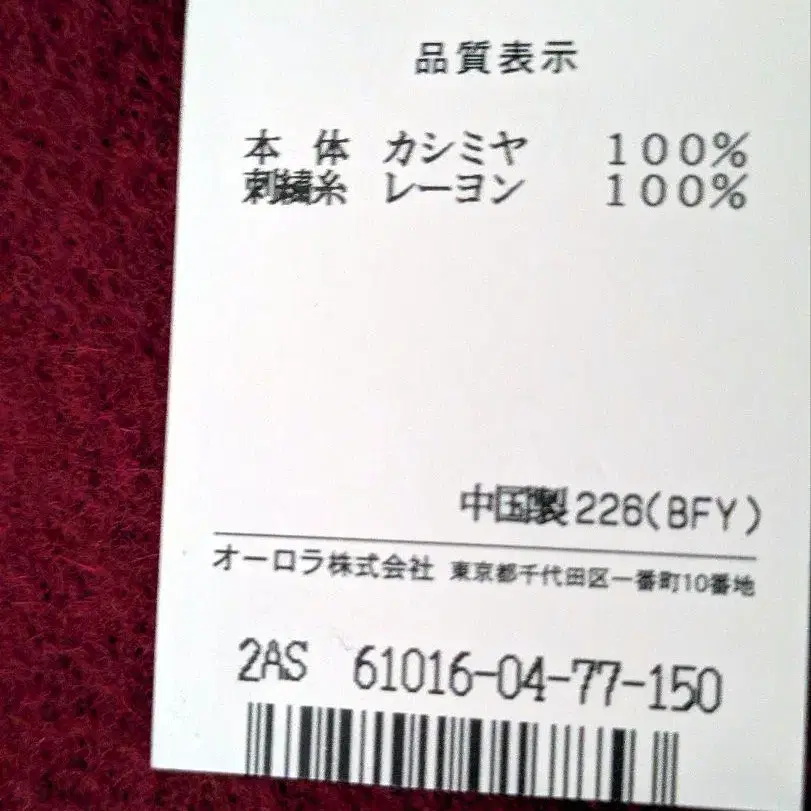 品質表示
本 体 カシミヤ 100%
刺繍糸 レーヨン 100%
中国製226(BFY)
オーロラ株式会社 東京都千代田区一番町10番地
2AS 61016-04-77-150